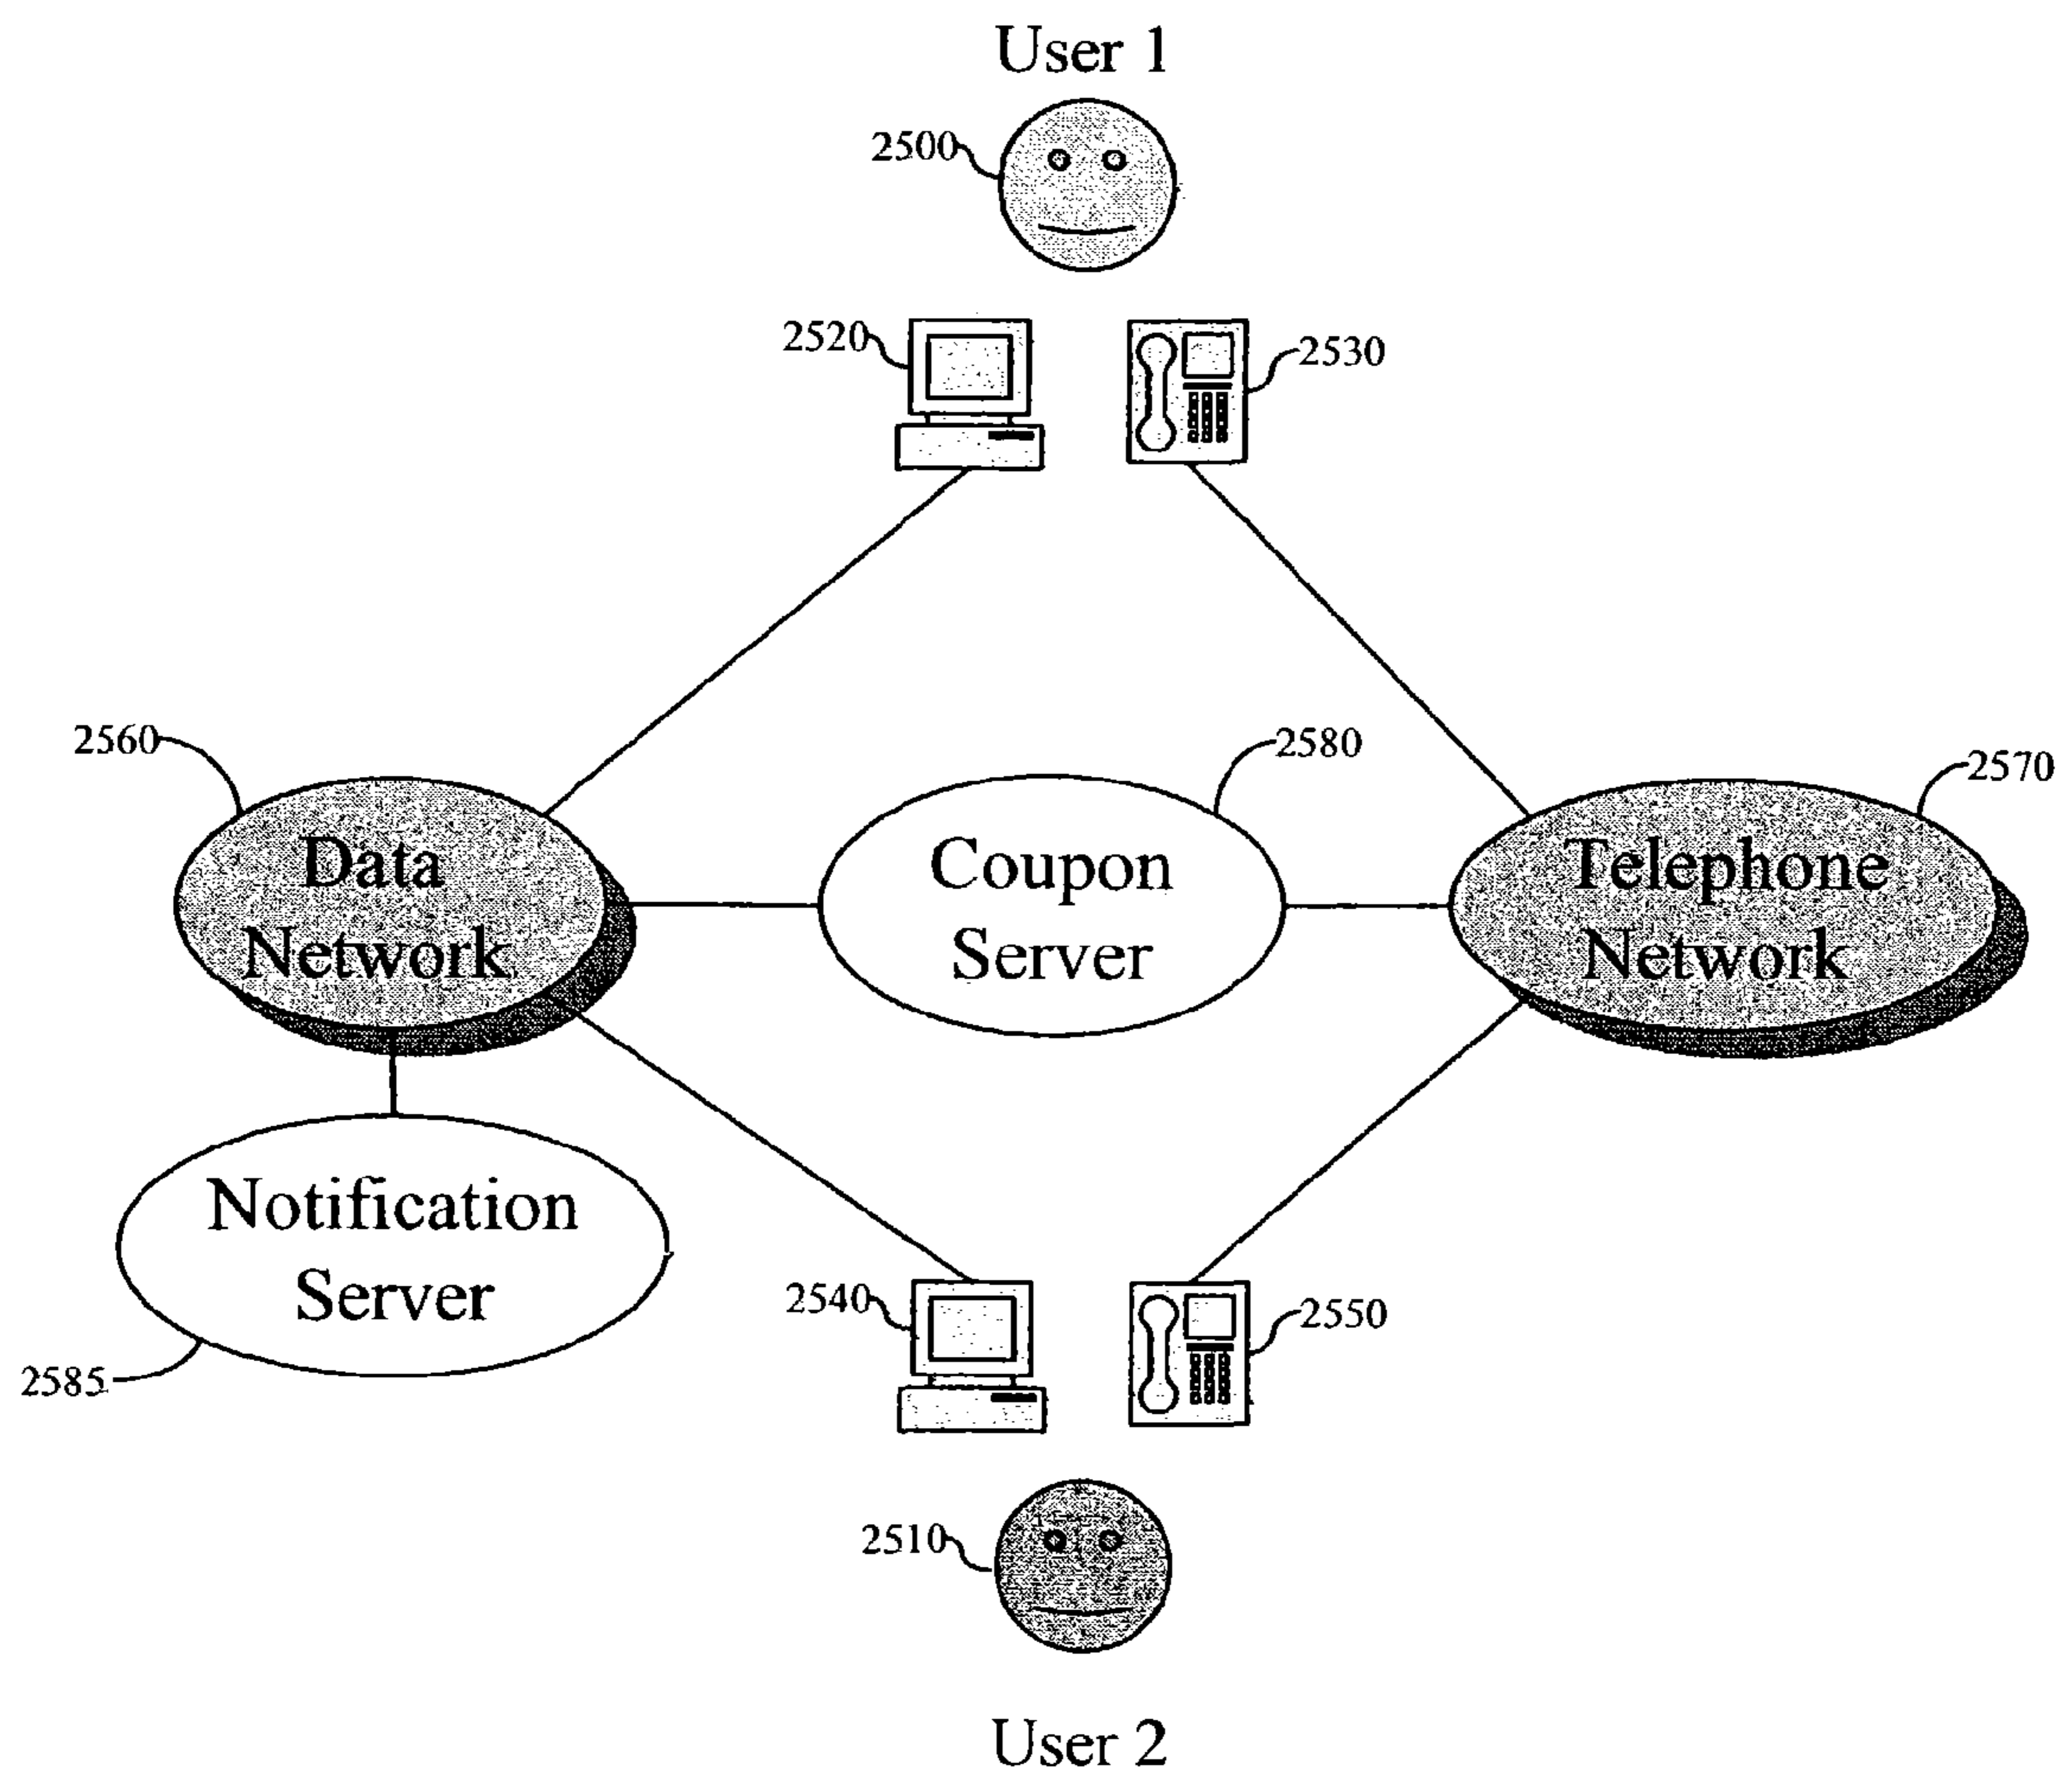 User 1
2500
2520
2530
2560
2580
2570
Data
Network
Coupon
Server
Telephone
Network
Notification
Server
2585
2540
2550
2510
User 2